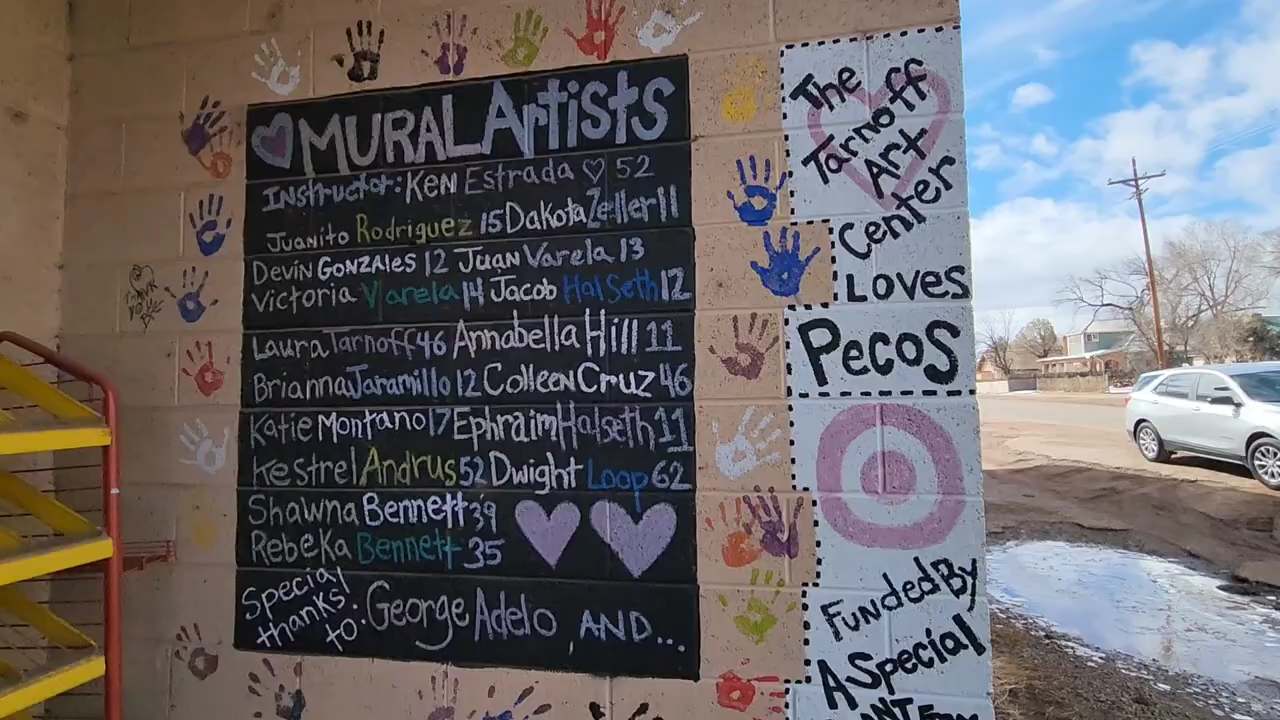 MURAL Artists
Instructor: Ken Estrada ♡ 52
Juanito Rodriguez 15 Dakota Zeller 11
Devin Gonzales 12 Juan Varela 13
Victoria Varela 14 Jacob Halseth 12
Laura Tarnoff 46 Annabella Hill 11
Brianna Jaramillo 12 Colleen Cruz 46
Katie Montano 17 Ephraim Halseth 11
Kestrel Andrus 52 Dwight Loop 62
Shawna Bennett 39
Rebeka Bennett 35
Special
thanks
to: George Adelo AND...
The
Tarnoff
Art
Center
Loves
Pecos
Funded By
A Special